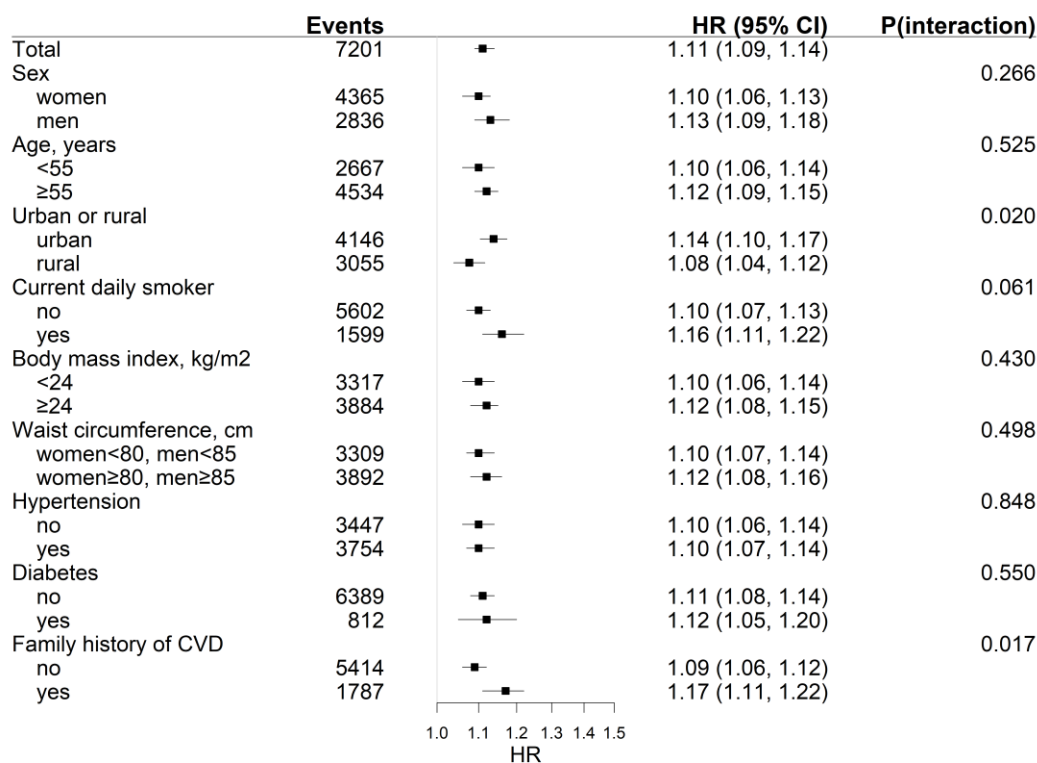 Events HR (95% CI) P(interaction)
Total 7201 1.11 (1.09, 1.14)
Sex 0.266
women 4365 1.10 (1.06, 1.13)
men 2836 1.13 (1.09, 1.18)
Age, years 0.525
<55 2667 1.10 (1.06, 1.14)
≥55 4534 1.12 (1.09, 1.15)
Urban or rural 0.020
urban 4146 1.14 (1.10, 1.17)
rural 3055 1.08 (1.04, 1.12)
Current daily smoker 0.061
no 5602 1.10 (1.07, 1.13)
yes 1599 1.16 (1.11, 1.22)
Body mass index, kg/m2 0.430
<24 3317 1.10 (1.06, 1.14)
≥24 3884 1.12 (1.08, 1.15)
Waist circumference, cm 0.498
women<80, men<85 3309 1.10 (1.07, 1.14)
women≥80, men≥85 3892 1.12 (1.08, 1.16)
Hypertension 0.848
no 3447 1.10 (1.06, 1.14)
yes 3754 1.10 (1.07, 1.14)
Diabetes 0.550
no 6389 1.11 (1.08, 1.14)
yes 812 1.12 (1.05, 1.20)
Family history of CVD 0.017
no 5414 1.09 (1.06, 1.12)
yes 1787 1.17 (1.11, 1.22)
1.0 1.1 1.2 1.3 1.4 1.5
HR